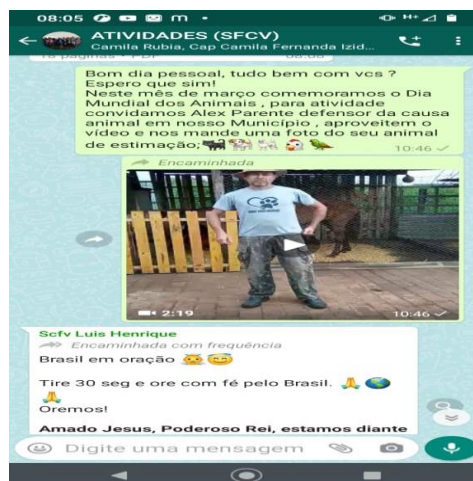 08:05
ATIVIDADES (SFCV)
Camila Rubia, Cap Camila Fernanda Izid...
Bom dia pessoal, tudo bem com vcs ?
Espero que sim!
Neste mês de março comemoramos o Dia
Mundial dos Animais , para atividade
convidamos Alex Parente defensor da causa
animal em nosso Município , aproveitem o
vídeo e nos mande uma foto do seu animal
de estimação;🐈‍⬛🐕🐩🐔🦜
10:46
Encaminhada
2:19
10:46
Scfv Luis Henrique
Encaminhada com frequência
Brasil em oração
Tire 30 seg e ore com fé pelo Brasil. 🙏🌎
🙏
Oremos!
Amado Jesus, Poderoso Rei, estamos diante
Digite uma mensagem